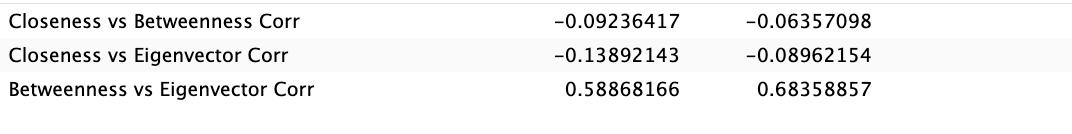 Closeness vs Betweenness Corr −0.09236417 −0.06357098
Closeness vs Eigenvector Corr −0.13892143 −0.08962154
Betweenness vs Eigenvector Corr 0.58868166 0.68358857